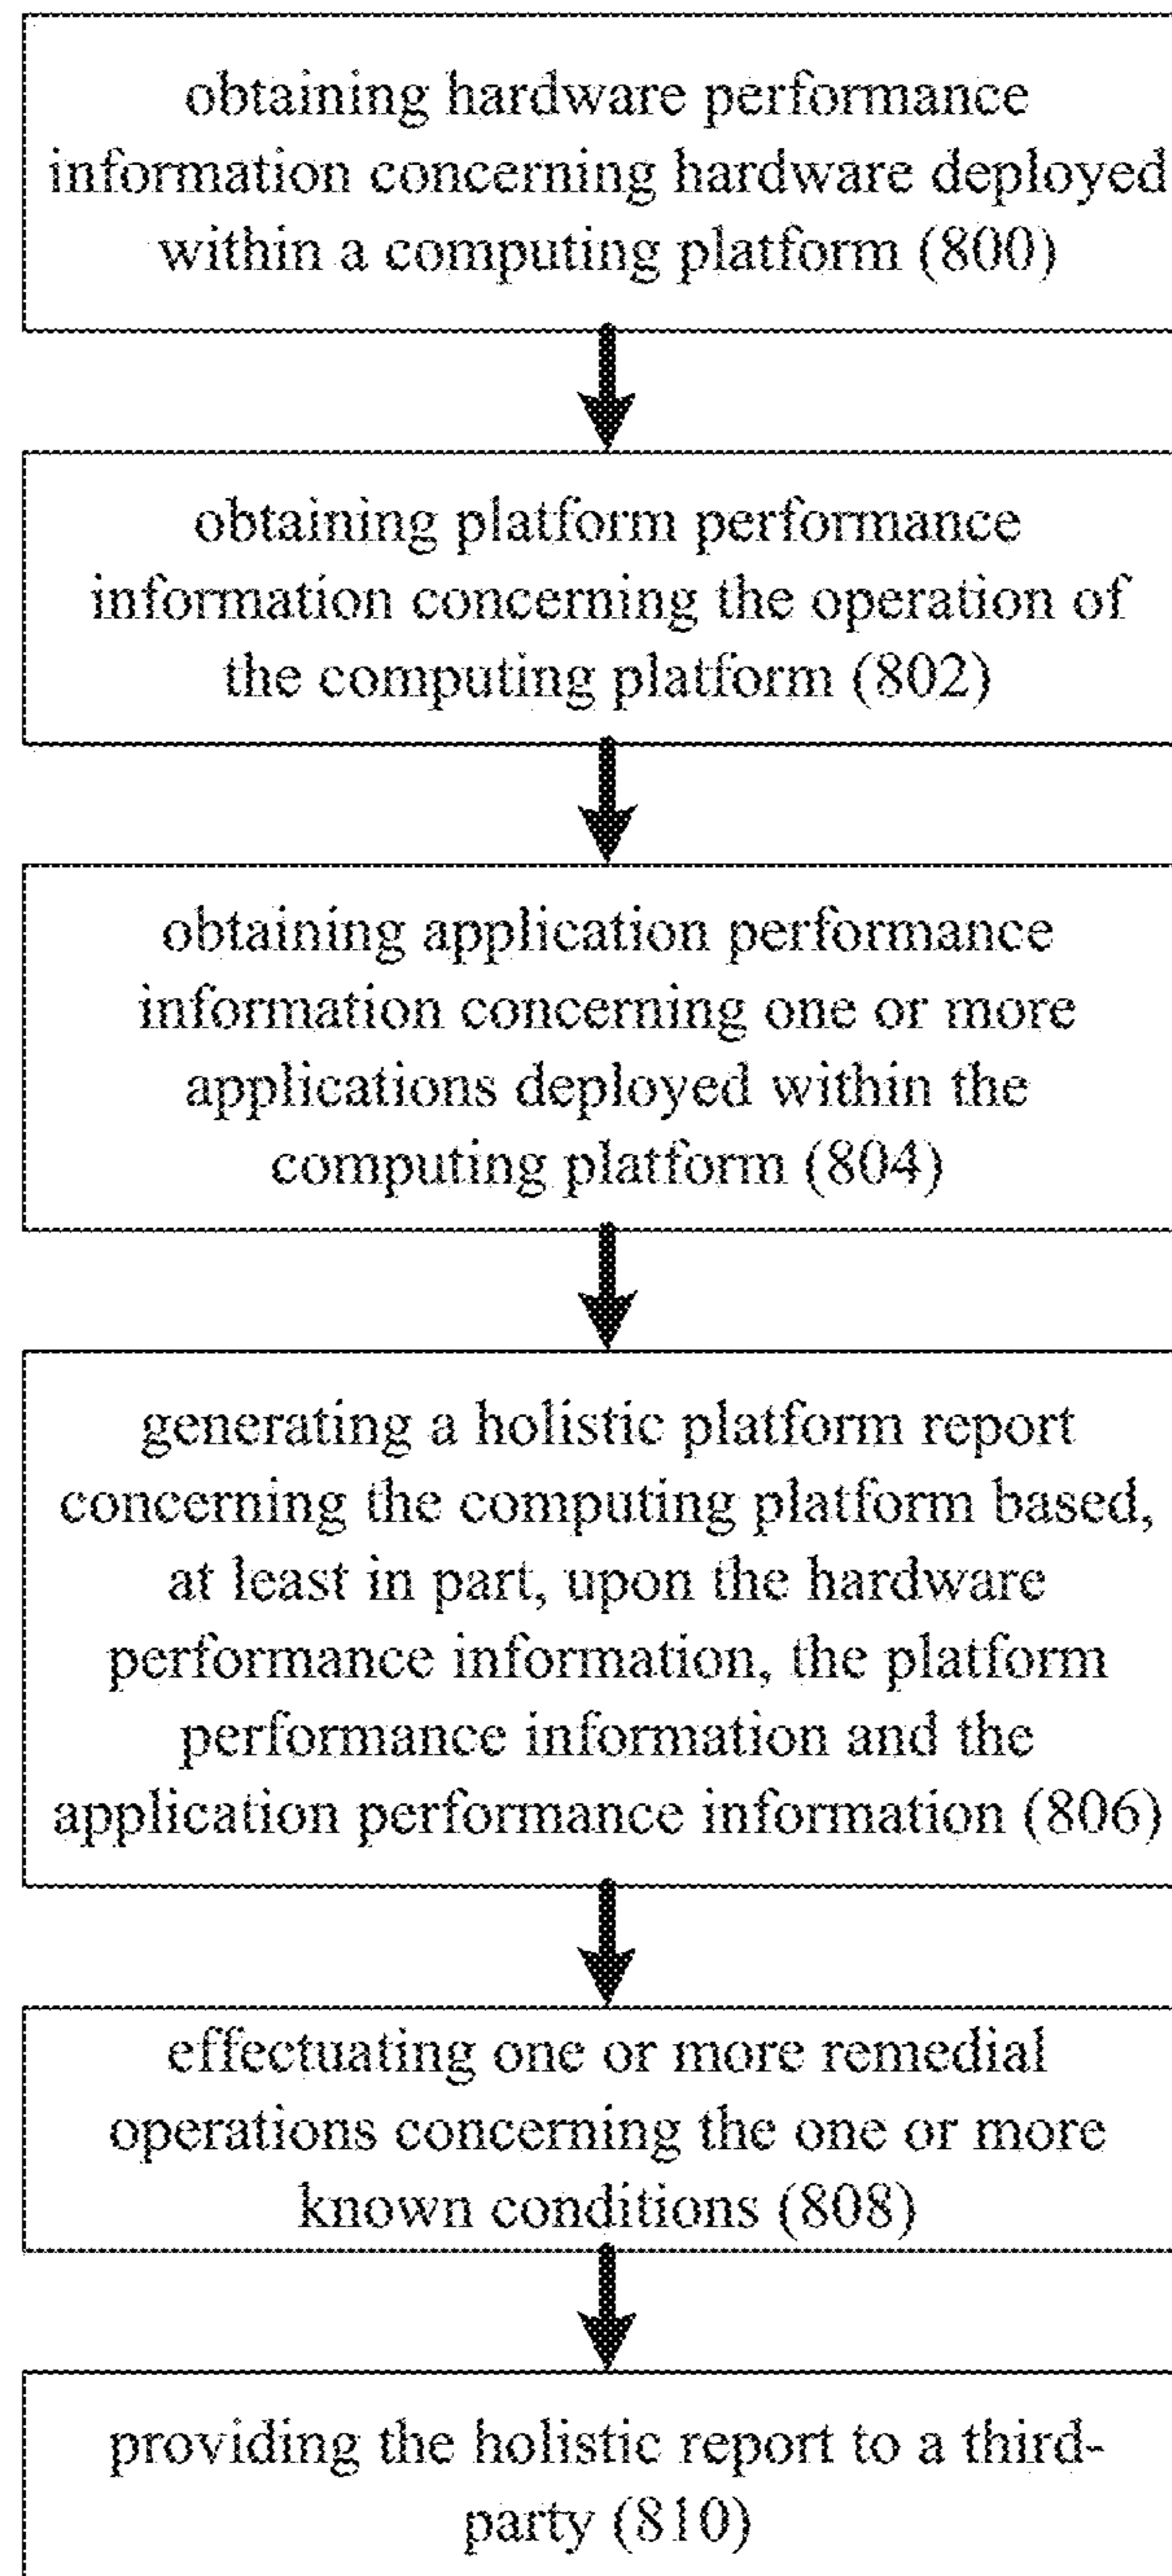 obtaining hardware performance
information concerning hardware deployed
within a computing platform (800)
obtaining platform performance
information concerning the operation of
the computing platform (802)
obtaining application performance
information concerning one or more
applications deployed within the
computing platform (804)
generating a holistic platform report
concerning the computing platform based,
at least in part, upon the hardware
performance information, the platform
performance information and the
application performance information (806)
effectuating one or more remedial
operations concerning the one or more
known conditions (808)
providing the holistic report to a third-
party (810)